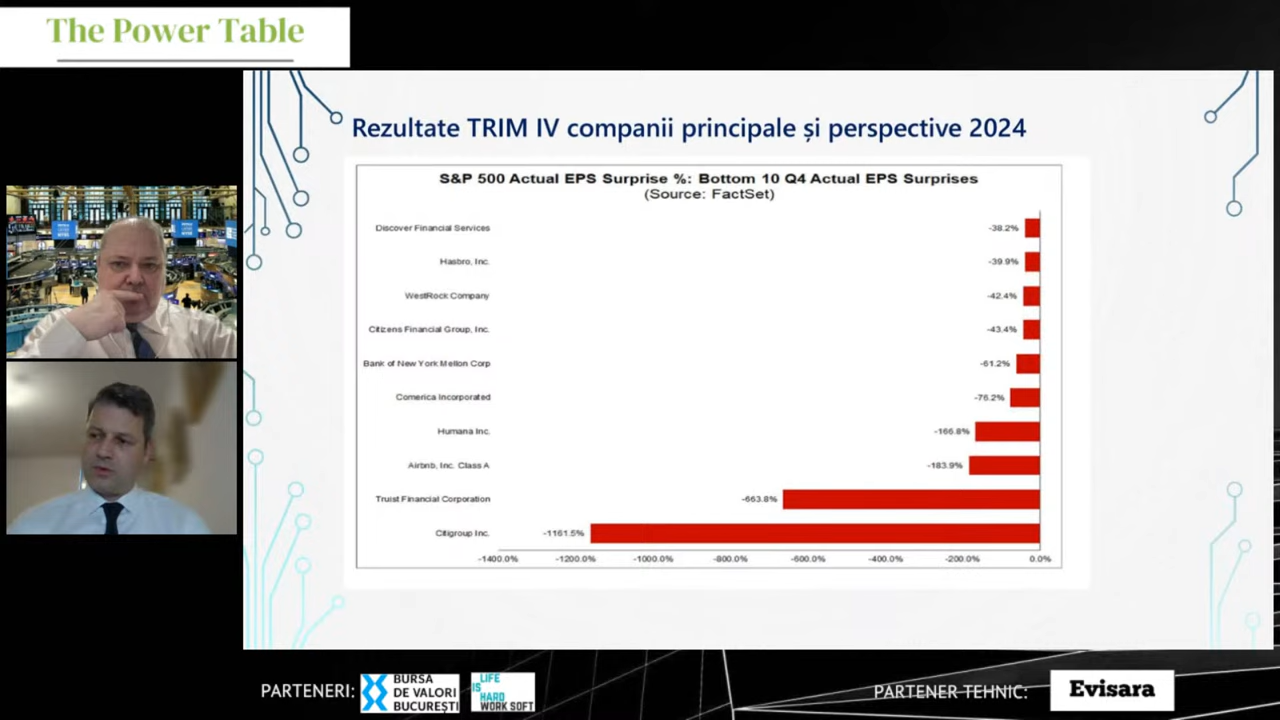 The Power Table
Rezultate TRIM IV companii principale și perspective 2024
S&P 500 Actual EPS Surprise %: Bottom 10 Q4 Actual EPS Surprises
(Source: FactSet)
Discover Financial Services -38.2%
Hasbro, Inc. -39.9%
WestRock Company -42.4%
Citizens Financial Group, Inc. -43.4%
Bank of New York Mellon Corp -61.2%
Comerica Incorporated -76.2%
Humana Inc. -166.8%
Airbnb, Inc. Class A -183.9%
Truist Financial Corporation -663.8%
Citigroup Inc. -1161.5%
-1400.0% -1200.0% -1000.0% -800.0% -600.0% -400.0% -200.0% 0.0%
PARTENERI:
BURSA
DE VALORI
BUCUREȘTI
LIFE
IS
HARD
WORK SOFT
PARTENER TEHNIC:
Evisara